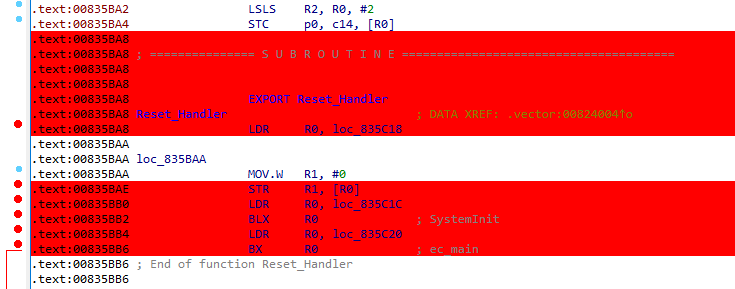 .text:00835BA2 LSLS R2, R0, #2
.text:00835BA4 STC p0, c14, [R0]
.text:00835BA8
.text:00835BA8 ; =============== S U B R O U T I N E =======================================
.text:00835BA8
.text:00835BA8
.text:00835BA8 EXPORT Reset_Handler
.text:00835BA8 Reset_Handler ; DATA XREF: .vector:00824004↑o
.text:00835BA8 LDR R0, loc_835C18
.text:00835BAA
.text:00835BAA loc_835BAA
.text:00835BAA MOV.W R1, #0
.text:00835BAE STR R1, [R0]
.text:00835BB0 LDR R0, loc_835C1C
.text:00835BB2 BLX R0 ; SystemInit
.text:00835BB4 LDR R0, loc_835C20
.text:00835BB6 BX R0 ; ec_main
.text:00835BB6 ; End of function Reset_Handler
.text:00835BB6